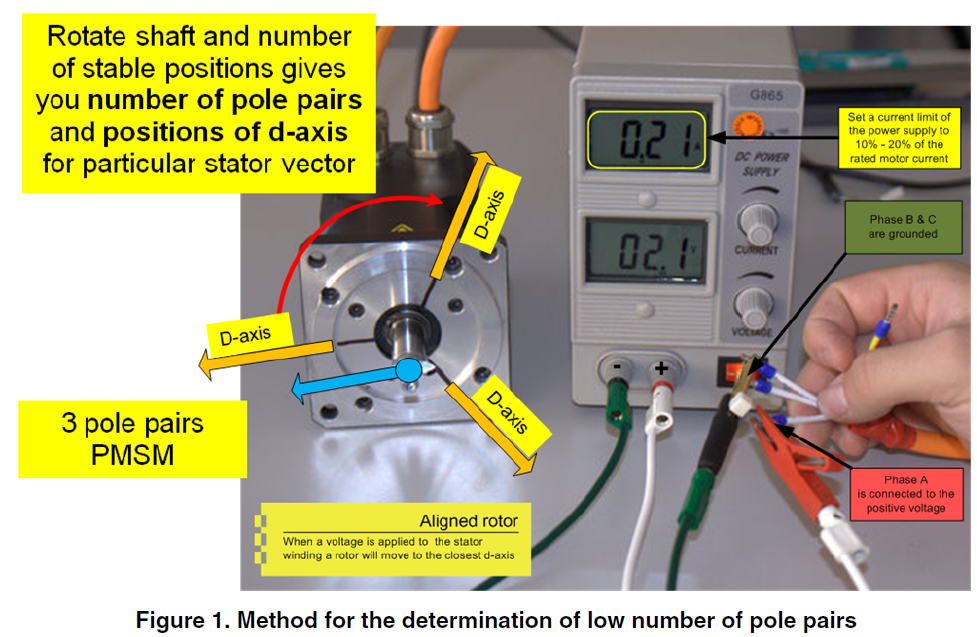 Rotate shaft and number
of stable positions gives
you number of pole pairs
and positions of d-axis
for particular stator vector
G865
0.21 A
Set a current limit of
the power supply to
10% - 20% of the
rated motor current
DC POWER
SUPPLY
D-axis
Phase B & C
are grounded
CURRENT
02.1 V
VOLTAGE
D-axis
- +
D-axis
3 pole pairs
PMSM
Phase A
is connected to the
positive voltage
Aligned rotor
When a voltage is applied to the stator
winding a rotor will move to the closest d-axis
Figure 1. Method for the determination of low number of pole pairs